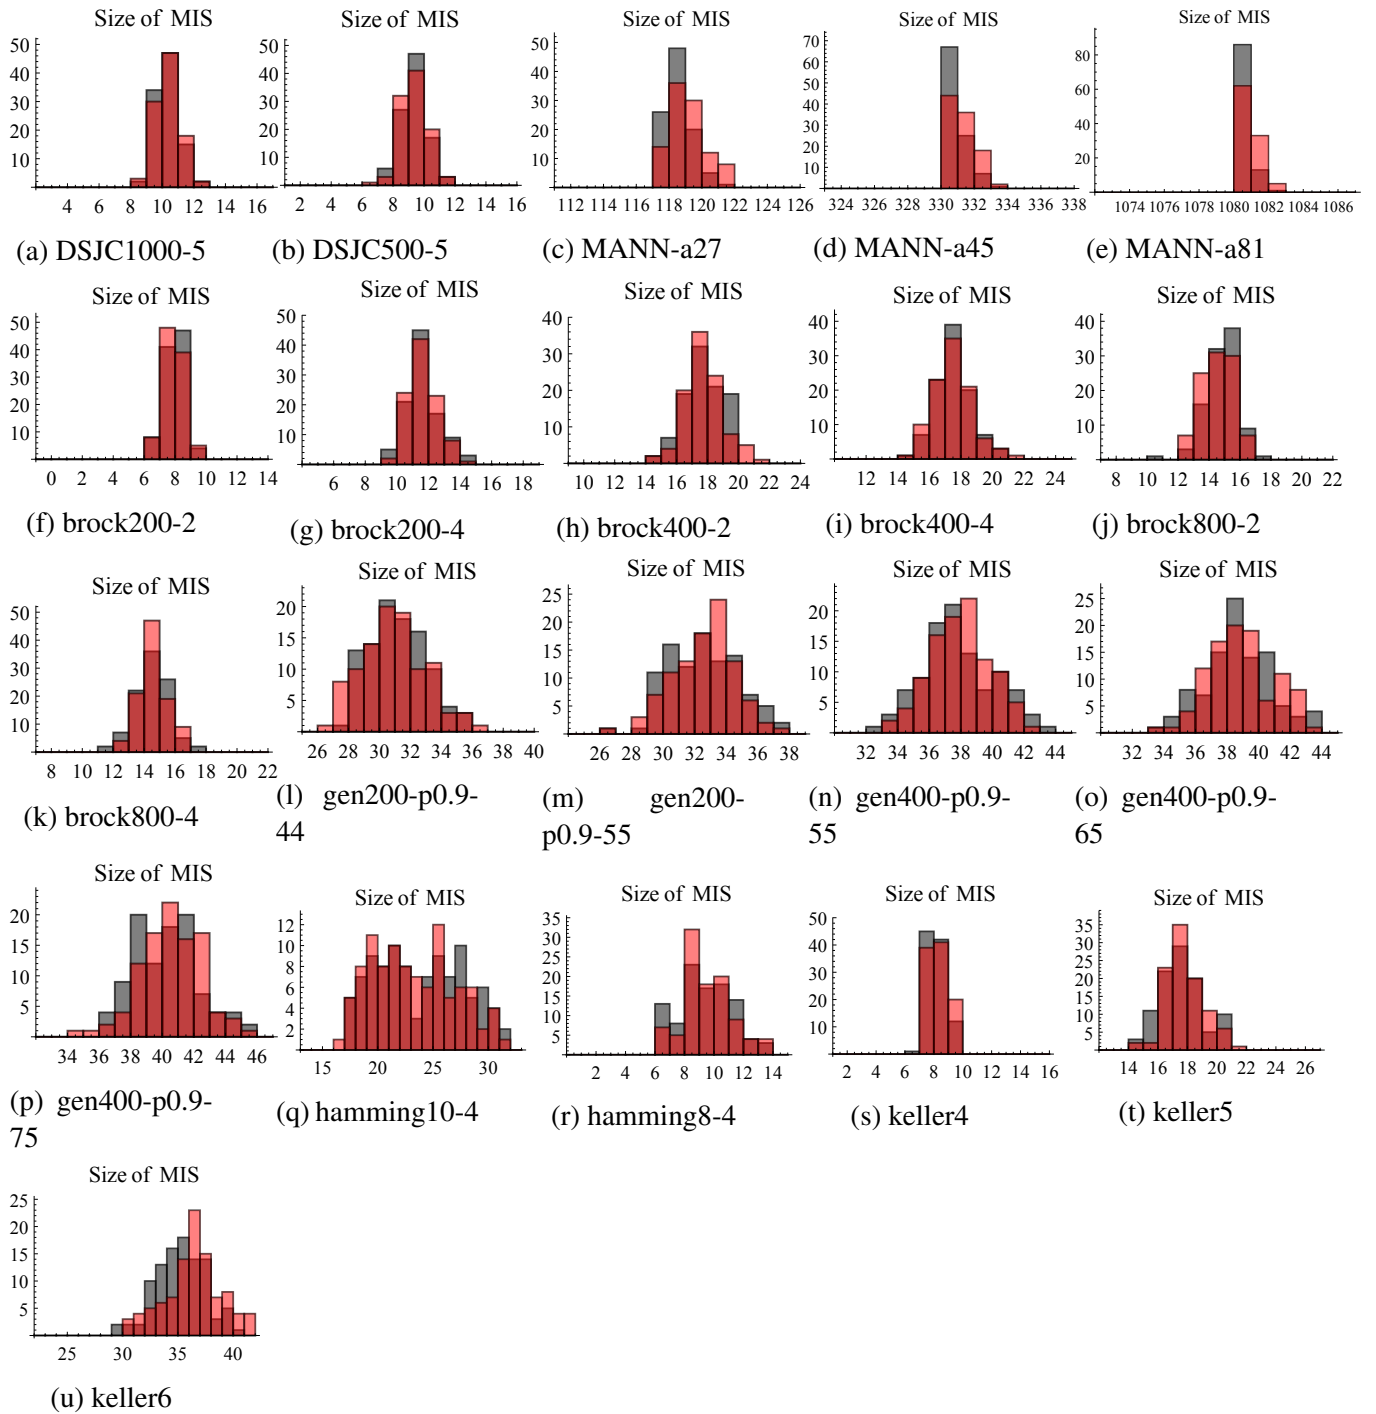 Size of MIS Size of MIS Size of MIS Size of MIS Size of MIS
50 40 30 20 10
4 6 8 10 12 14 16
50 40 30 20 10
2 4 6 8 10 12 14 16
50 40 30 20 10
112 114 116 118 120 122 124 126
70 60 50 40 30 20 10
324 326 328 330 332 334 336 338
80 60 40 20
1074 1076 1078 1080 1082 1084 1086
(a) DSJC1000-5 (b) DSJC500-5 (c) MANN-a27 (d) MANN-a45 (e) MANN-a81
Size of MIS Size of MIS Size of MIS Size of MIS Size of MIS
50 40 30 20 10
0 2 4 6 8 10 12 14
50 40 30 20 10
6 8 10 12 14 16 18
40 30 20 10
10 12 14 16 18 20 22 24
40 30 20 10
12 14 16 18 20 22 24
40 30 20 10
8 10 12 14 16 18 20 22
(f) brock200-2 (g) brock200-4 (h) brock400-2 (i) brock400-4 (j) brock800-2
Size of MIS Size of MIS Size of MIS Size of MIS Size of MIS
50 40 30 20 10
8 10 12 14 16 18 20 22
20 15 10 5
26 28 30 32 34 36 38 40
25 20 15 10 5
26 28 30 32 34 36 38
20 15 10 5
32 34 36 38 40 42 44
25 20 15 10 5
32 34 36 38 40 42 44
(k) brock800-4
(l) gen200-p0.9-
44
(m) gen200-
p0.9-55
(n) gen400-p0.9-
55
(o) gen400-p0.9-
65
Size of MIS Size of MIS Size of MIS Size of MIS Size of MIS
20 15 10 5
34 36 38 40 42 44 46
12 10 8 6 4 2
15 20 25 30
35 30 25 20 15 10 5
2 4 6 8 10 12 14
50 40 30 20 10
2 4 6 8 10 12 14 16
35 30 25 20 15 10 5
14 16 18 20 22 24 26
(p) gen400-p0.9-
75
(q) hamming10-4 (r) hamming8-4 (s) keller4 (t) keller5
Size of MIS
25 20 15 10 5
25 30 35 40
(u) keller6